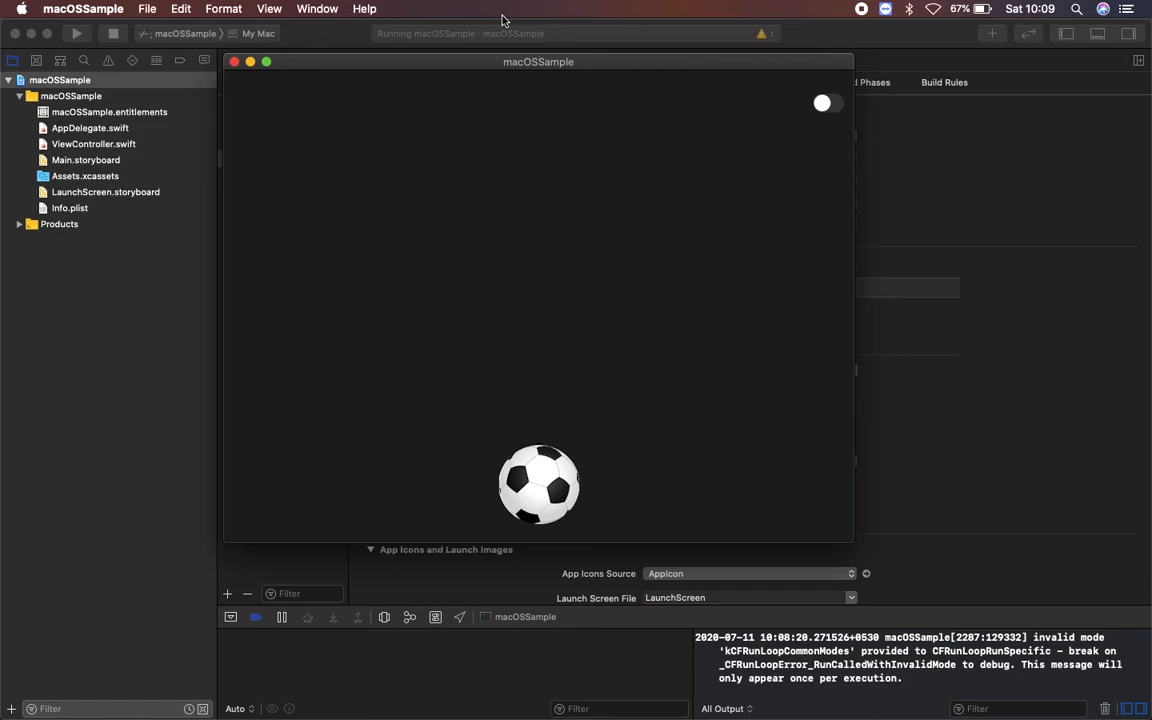 macOSSample File Edit Format View Window Help 67% Sat 10:09
macOSSample 〉 My Mac Running macOSSample : macOSSample 1
macOSSample
d Phases Build Rules
macOSSample
macOSSample
macOSSample.entitlements
AppDelegate.swift
ViewController.swift
Main.storyboard
Assets.xcassets
LaunchScreen.storyboard
Info.plist
Products
App Icons and Launch Images
App Icons Source AppIcon
Launch Screen File LaunchScreen
Filter
macOSSample
2020-07-11 10:08:20.271526+0530 macOSSample[2287:129332] invalid mode
'kCFRunLoopCommonModes' provided to CFRunLoopRunSpecific - break on
_CFRunLoopError_RunCalledWithInvalidMode to debug. This message will
only appear once per execution.
Filter Auto Filter All Output Filter